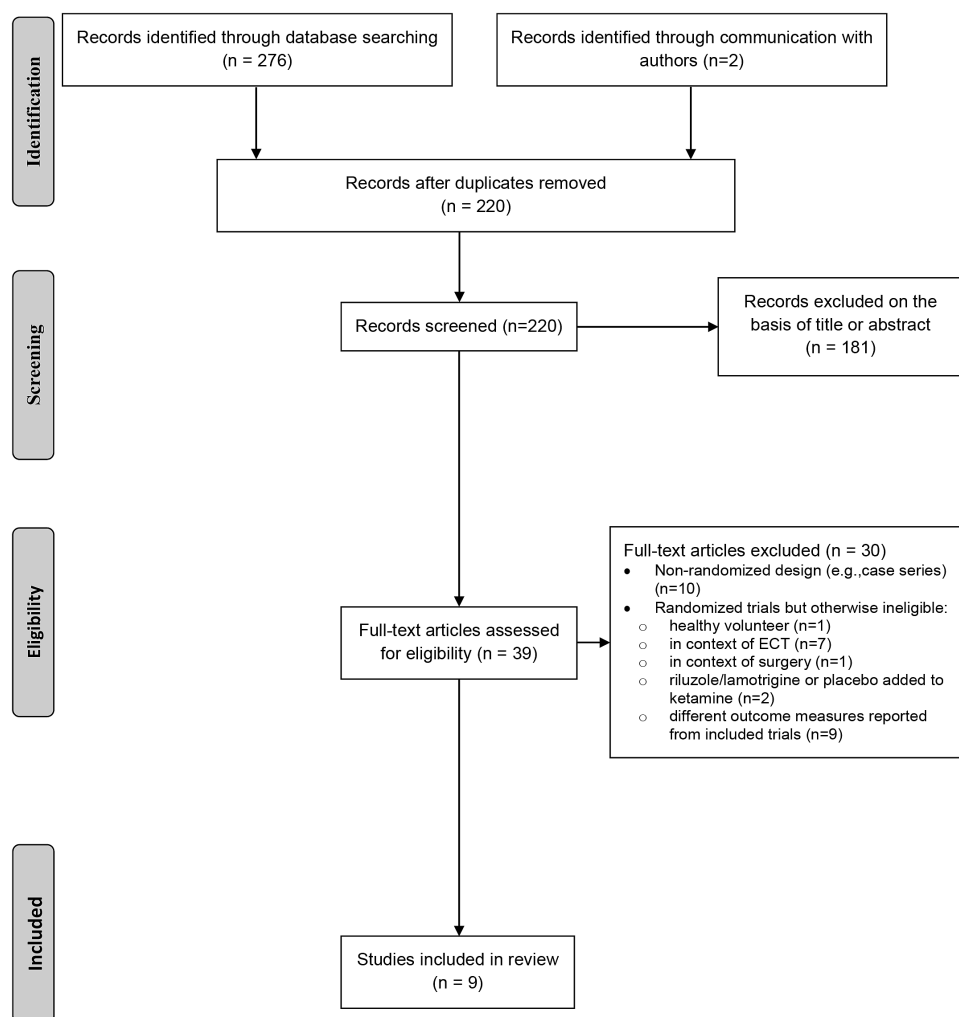 Identification
Records identified through database searching
(n = 276)
Records identified through communication with
authors (n=2)
Records after duplicates removed
(n = 220)
Screening
Records screened (n=220)
Records excluded on the
basis of title or abstract
(n = 181)
Eligibility
Full-text articles assessed
for eligibility (n = 39)
Full-text articles excluded (n = 30)
• Non-randomized design (e.g.,case series)
(n=10)
• Randomized trials but otherwise ineligible:
o healthy volunteer (n=1)
o in context of ECT (n=7)
o in context of surgery (n=1)
o riluzole/lamotrigine or placebo added to
ketamine (n=2)
o different outcome measures reported
from included trials (n=9)
Included
Studies included in review
(n = 9)